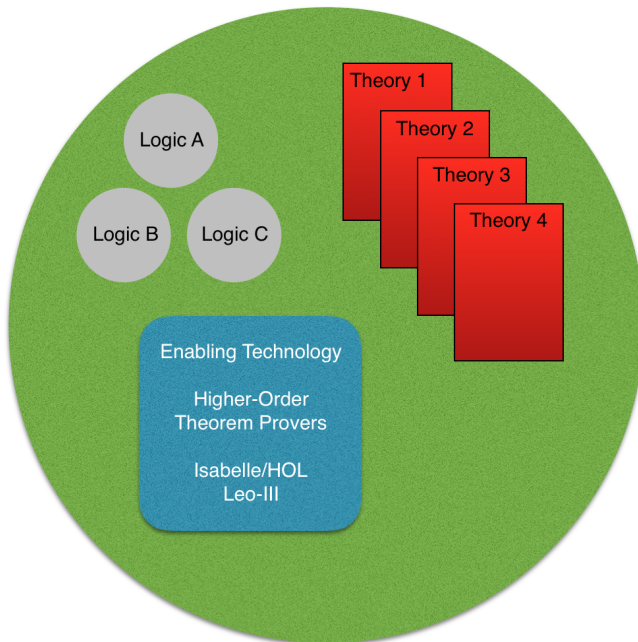 Logic A
Logic B
Logic C
Theory 1
Theory 2
Theory 3
Theory 4
Enabling Technology
Higher-Order
Theorem Provers
Isabelle/HOL
Leo-III